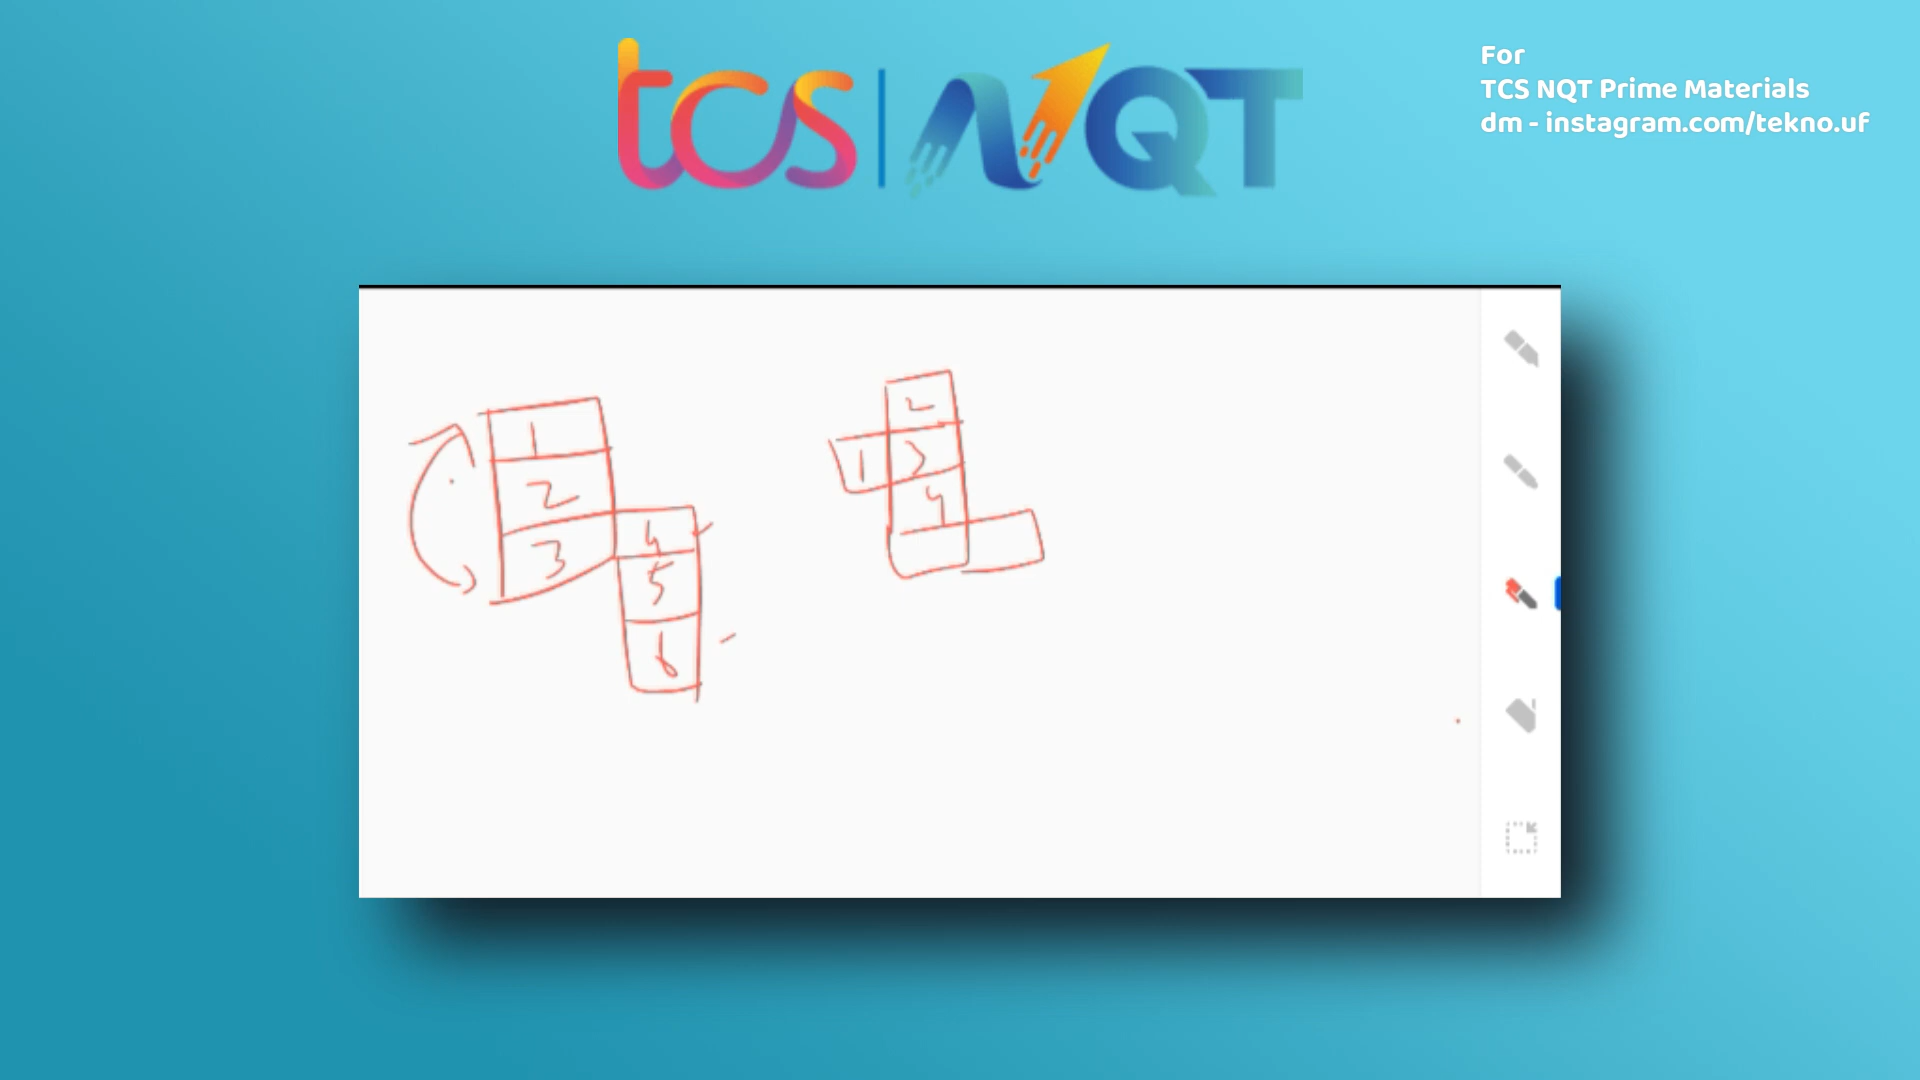 tcs NQT
For
TCS NQT Prime Materials
dm - instagram.com/tekno.uf
1
2
3
4
5
6
2
1 3
4